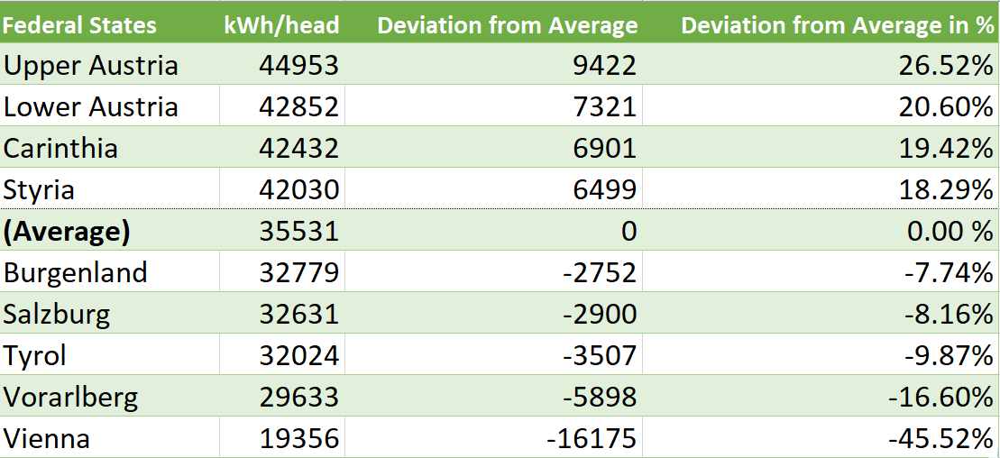 Federal States kWh/head Deviation from Average Deviation from Average in %
Upper Austria 44953 9422 26.52%
Lower Austria 42852 7321 20.60%
Carinthia 42432 6901 19.42%
Styria 42030 6499 18.29%
(Average) 35531 0 0.00 %
Burgenland 32779 -2752 -7.74%
Salzburg 32631 -2900 -8.16%
Tyrol 32024 -3507 -9.87%
Vorarlberg 29633 -5898 -16.60%
Vienna 19356 -16175 -45.52%